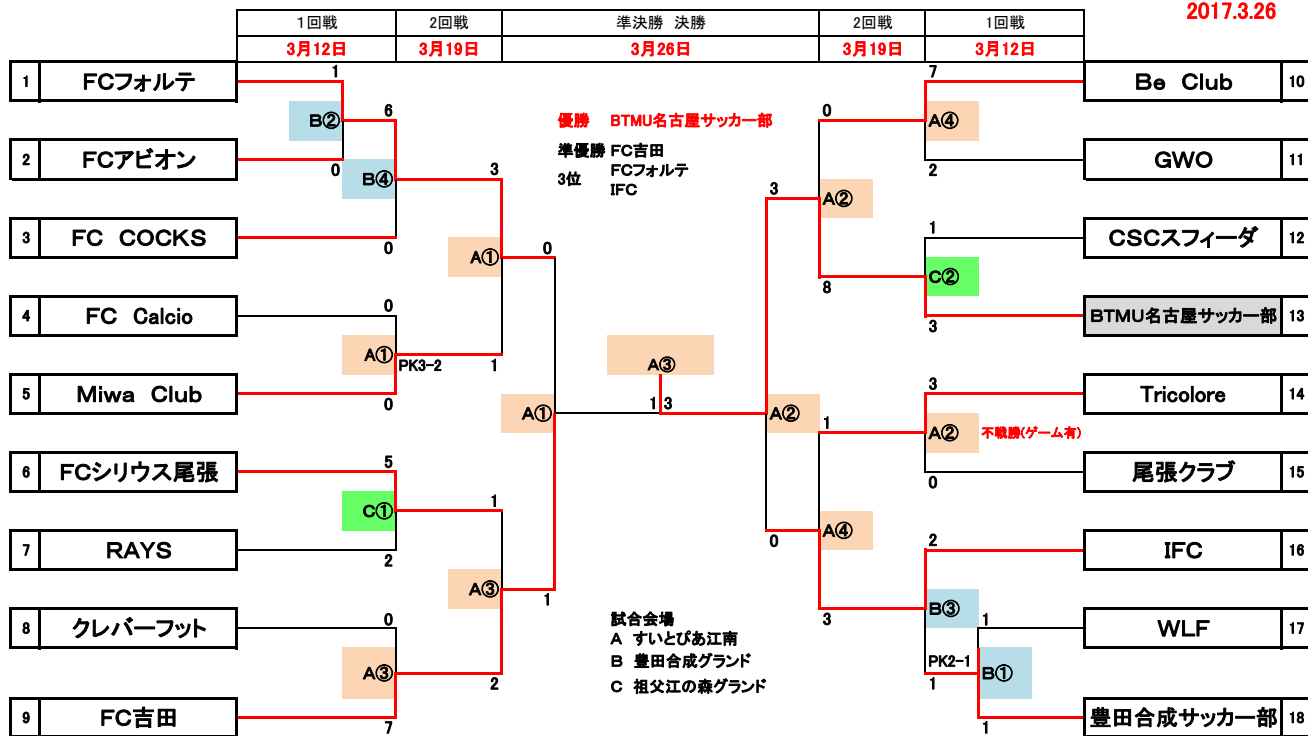 2017.3.26
1回戦 2回戦 準決勝 決勝 2回戦 1回戦
3月12日 3月19日 3月26日 3月19日 3月12日
1 FCフォルテ 1
7 Be Club 10
B② 6
優勝 BTMU名古屋サッカー部
0 A④
2 FCアビオン 0
B④ 3
準優勝 FC吉田
3位 FCフォルテ
IFC
3 A②
2 GWO 11
3 FC COCKS 0
A① 0
1 CSCスフィーダ 12
8 C②
4 FC Calcio 0
3 BTMU名古屋サッカー部 13
A① PK3-2 1
A③
5 Miwa Club 0
A① 1 3 A②
3 Tricolore 14
1 A② 不戦勝(ゲーム有)
6 FCシリウス尾張 5
0 尾張クラブ 15
C① 1
0 A④
7 RAYS 2
2 IFC 16
A③ 1
3 B③
8 クレバーフット 0
試合会場
A すいとぴあ江南
B 豊田合成グランド
C 祖父江の森グランド
1 WLF 17
A③ 2
PK2-1
1 B①
9 FC吉田 7
1 豊田合成サッカー部 18